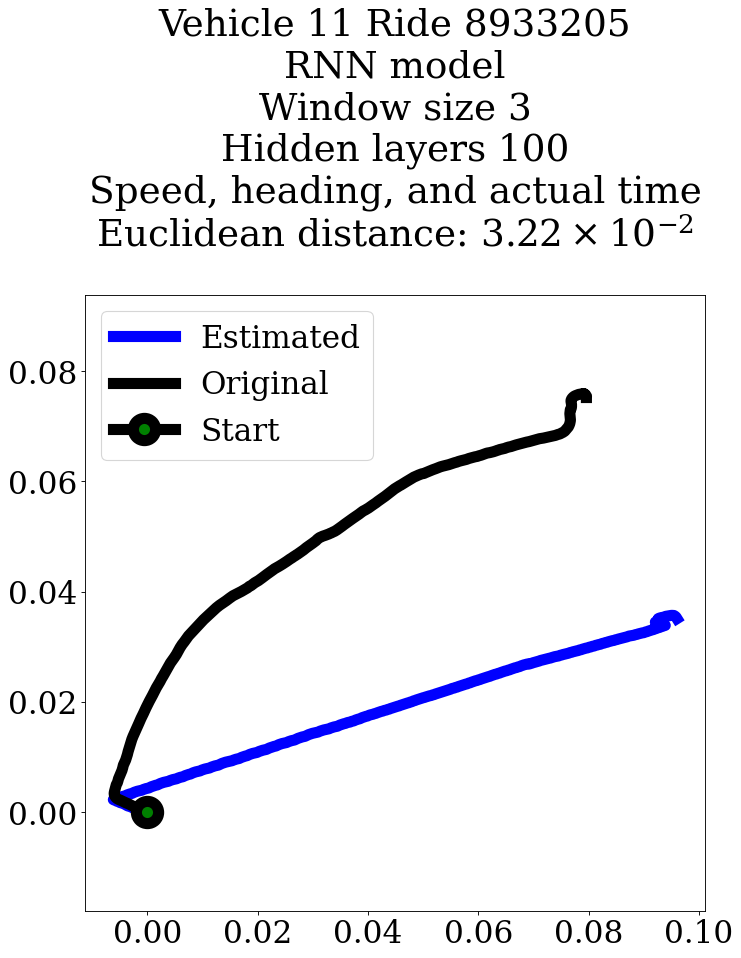 Vehicle 11 Ride 8933205
RNN model
Window size 3
Hidden layers 100
Speed, heading, and actual time
Euclidean distance: 3.22 × 10⁻²
Estimated
Original
Start
0.08
0.06
0.04
0.02
0.00
0.00 0.02 0.04 0.06 0.08 0.10